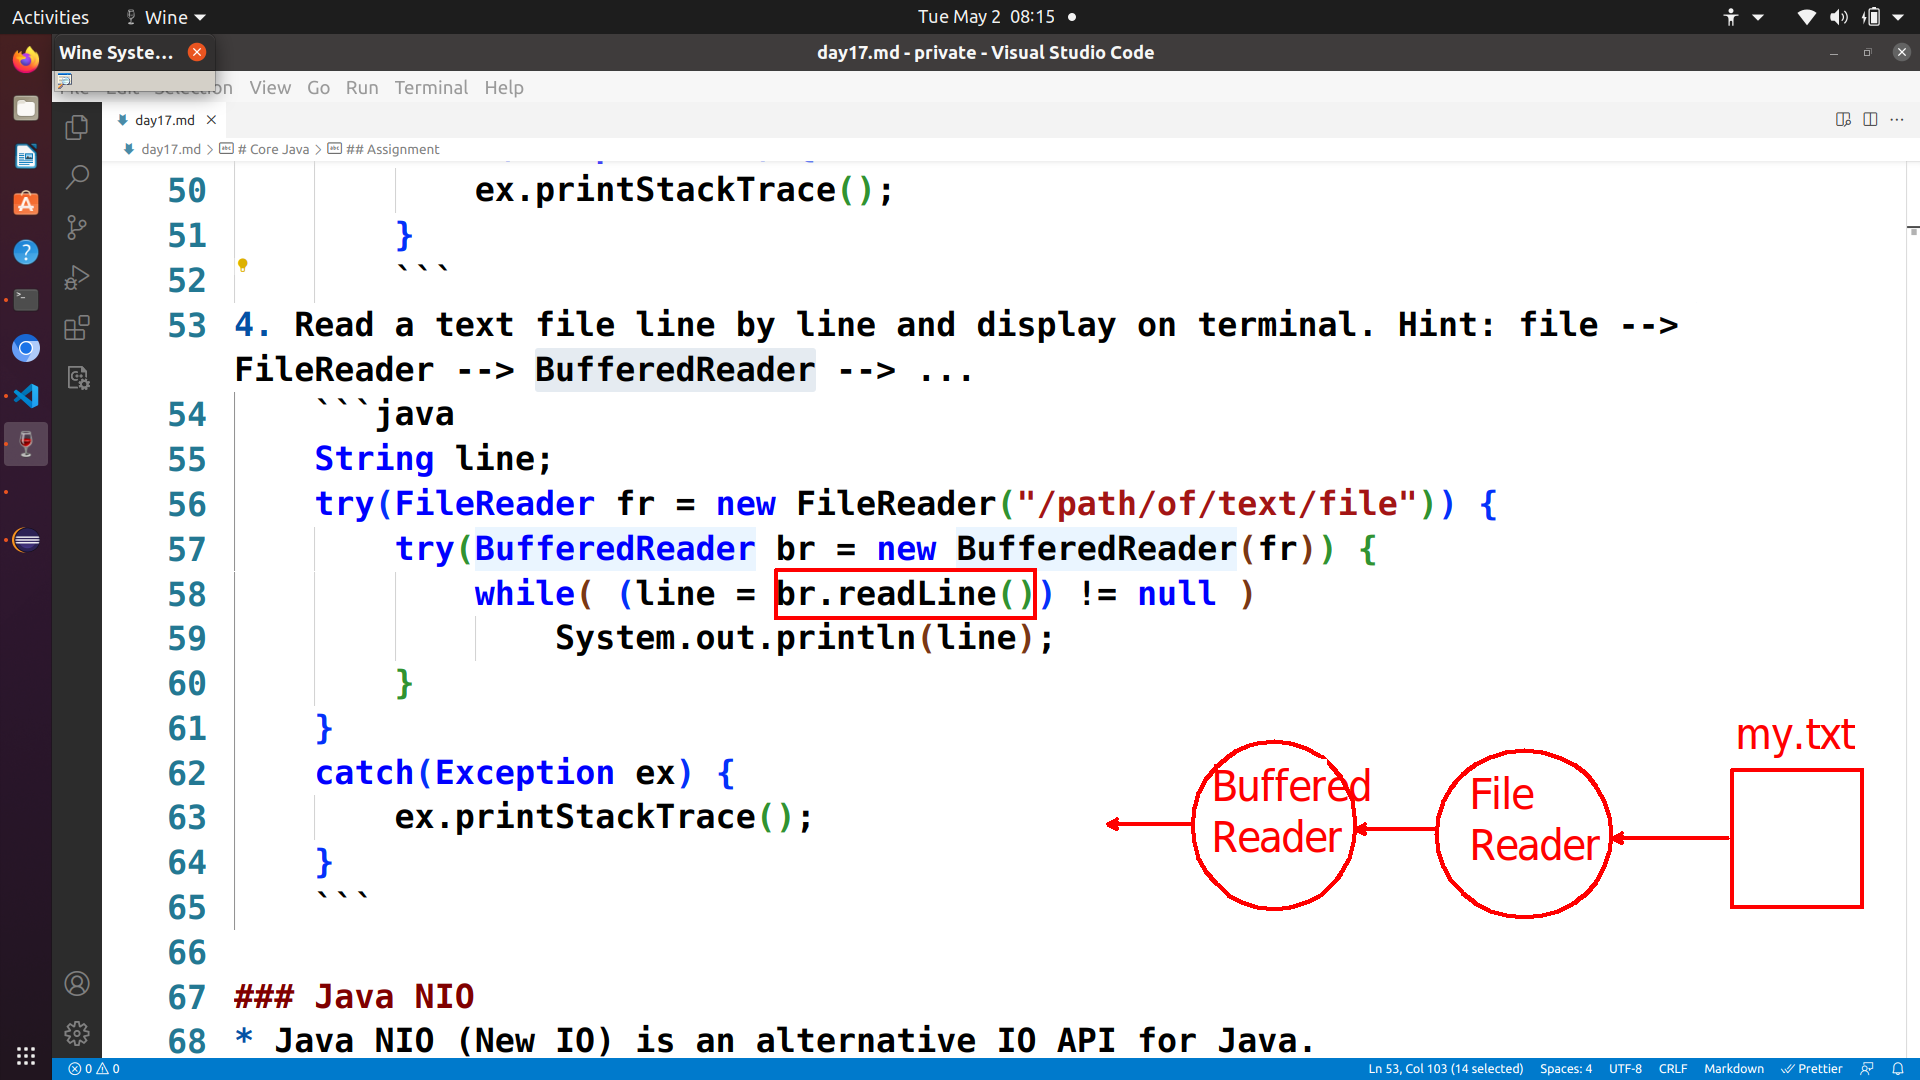 Activities
Wine
Tue May 2 08:15
Wine Syste...
day17.md - private - Visual Studio Code
Selection View Go Run Terminal Help
day17.md
day17.md > # Core Java > ## Assignment
50 ex.printStackTrace();
51 }
52 ```
53 4. Read a text file line by line and display on terminal. Hint: file -->
FileReader --> BufferedReader --> ...
54 ```java
55 String line;
56 try(FileReader fr = new FileReader("/path/of/text/file")) {
57 try(BufferedReader br = new BufferedReader(fr)) {
58 while( (line = br.readLine()) != null )
59 System.out.println(line);
60 }
61 }
62 catch(Exception ex) {
63 ex.printStackTrace();
64 }
65 ```
66
67 ### Java NIO
68 * Java NIO (New IO) is an alternative IO API for Java.
my.txt
Buffered
Reader
File
Reader
0 0
Ln 53, Col 103 (14 selected)
Spaces: 4
UTF-8
CRLF
Markdown
Prettier